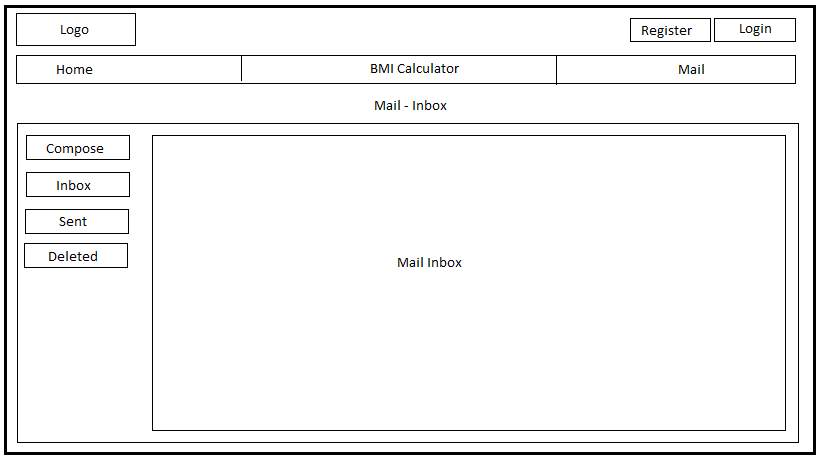 Logo
Register
Login
Home
BMI Calculator
Mail
Mail - Inbox
Compose
Inbox
Sent
Deleted
Mail Inbox